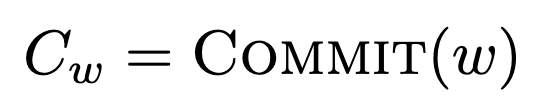 C_w = COMMIT(w)